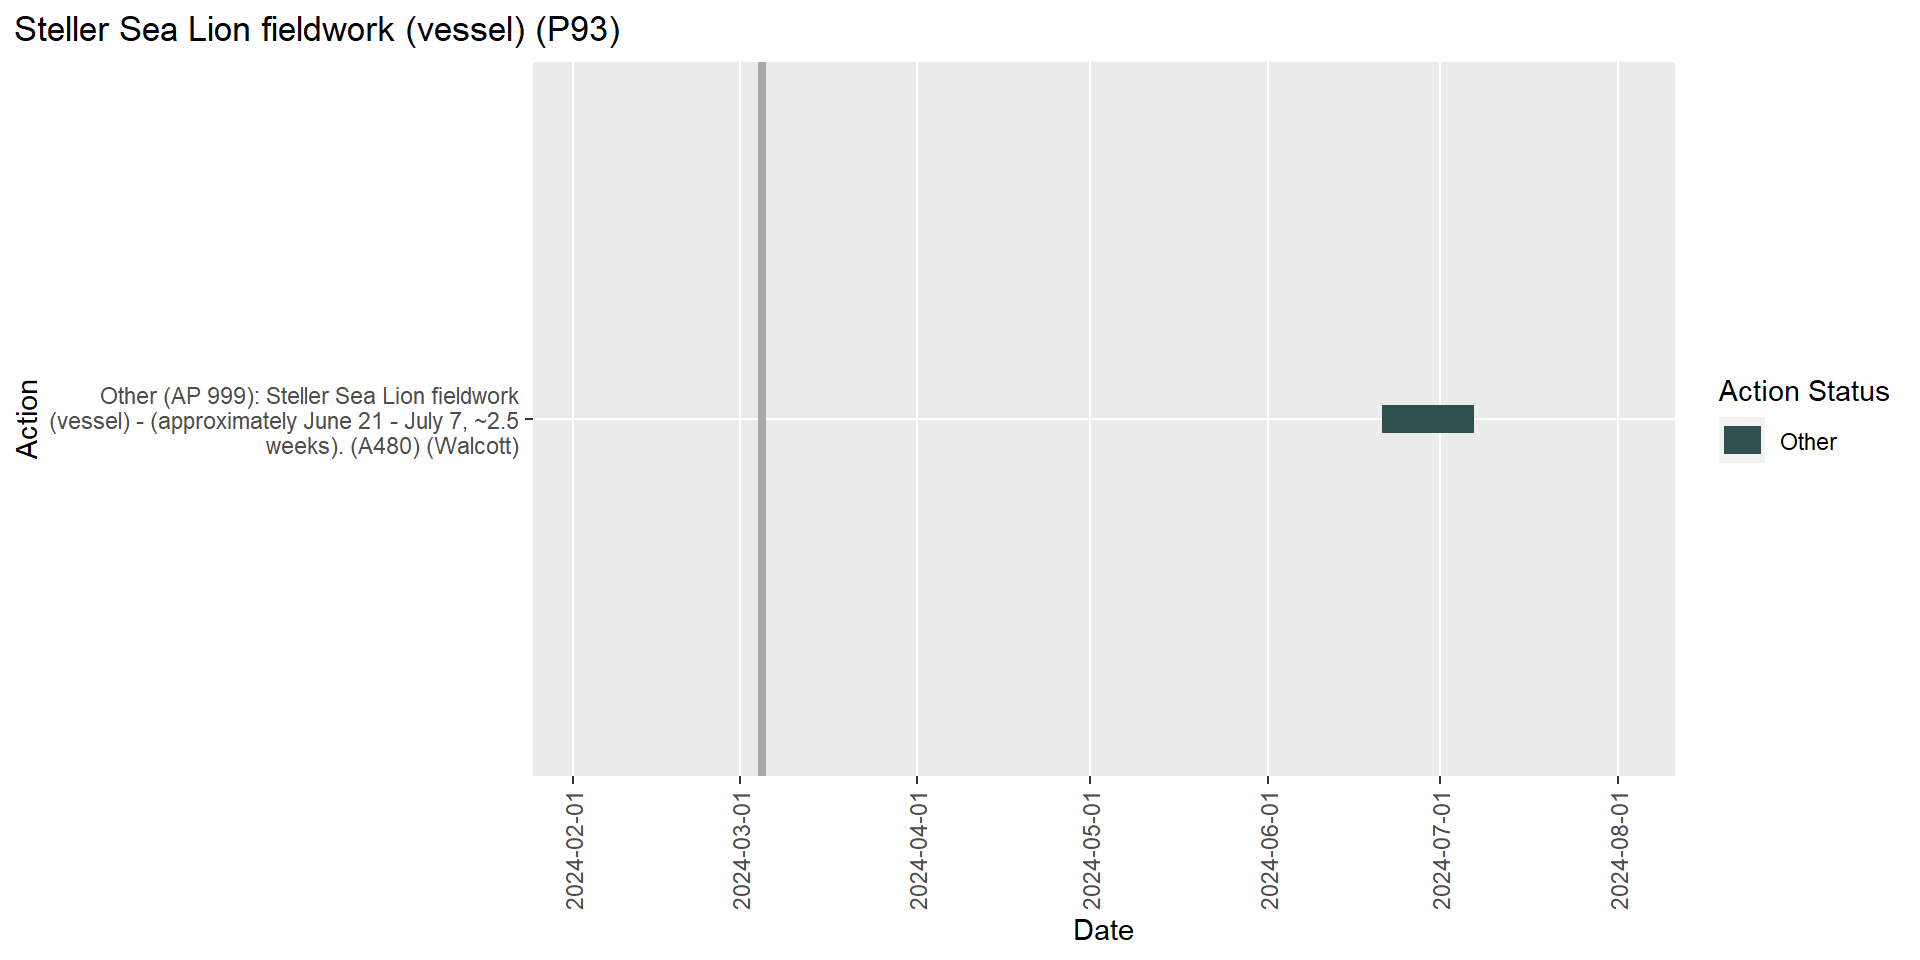 Steller Sea Lion fieldwork (vessel) (P93)
Action
Other (AP 999): Steller Sea Lion fieldwork
(vessel) - (approximately June 21 - July 7, ~2.5
weeks). (A480) (Walcott)
Action Status
Other
2024-02-01
2024-03-01
2024-04-01
2024-05-01
2024-06-01
2024-07-01
2024-08-01
Date